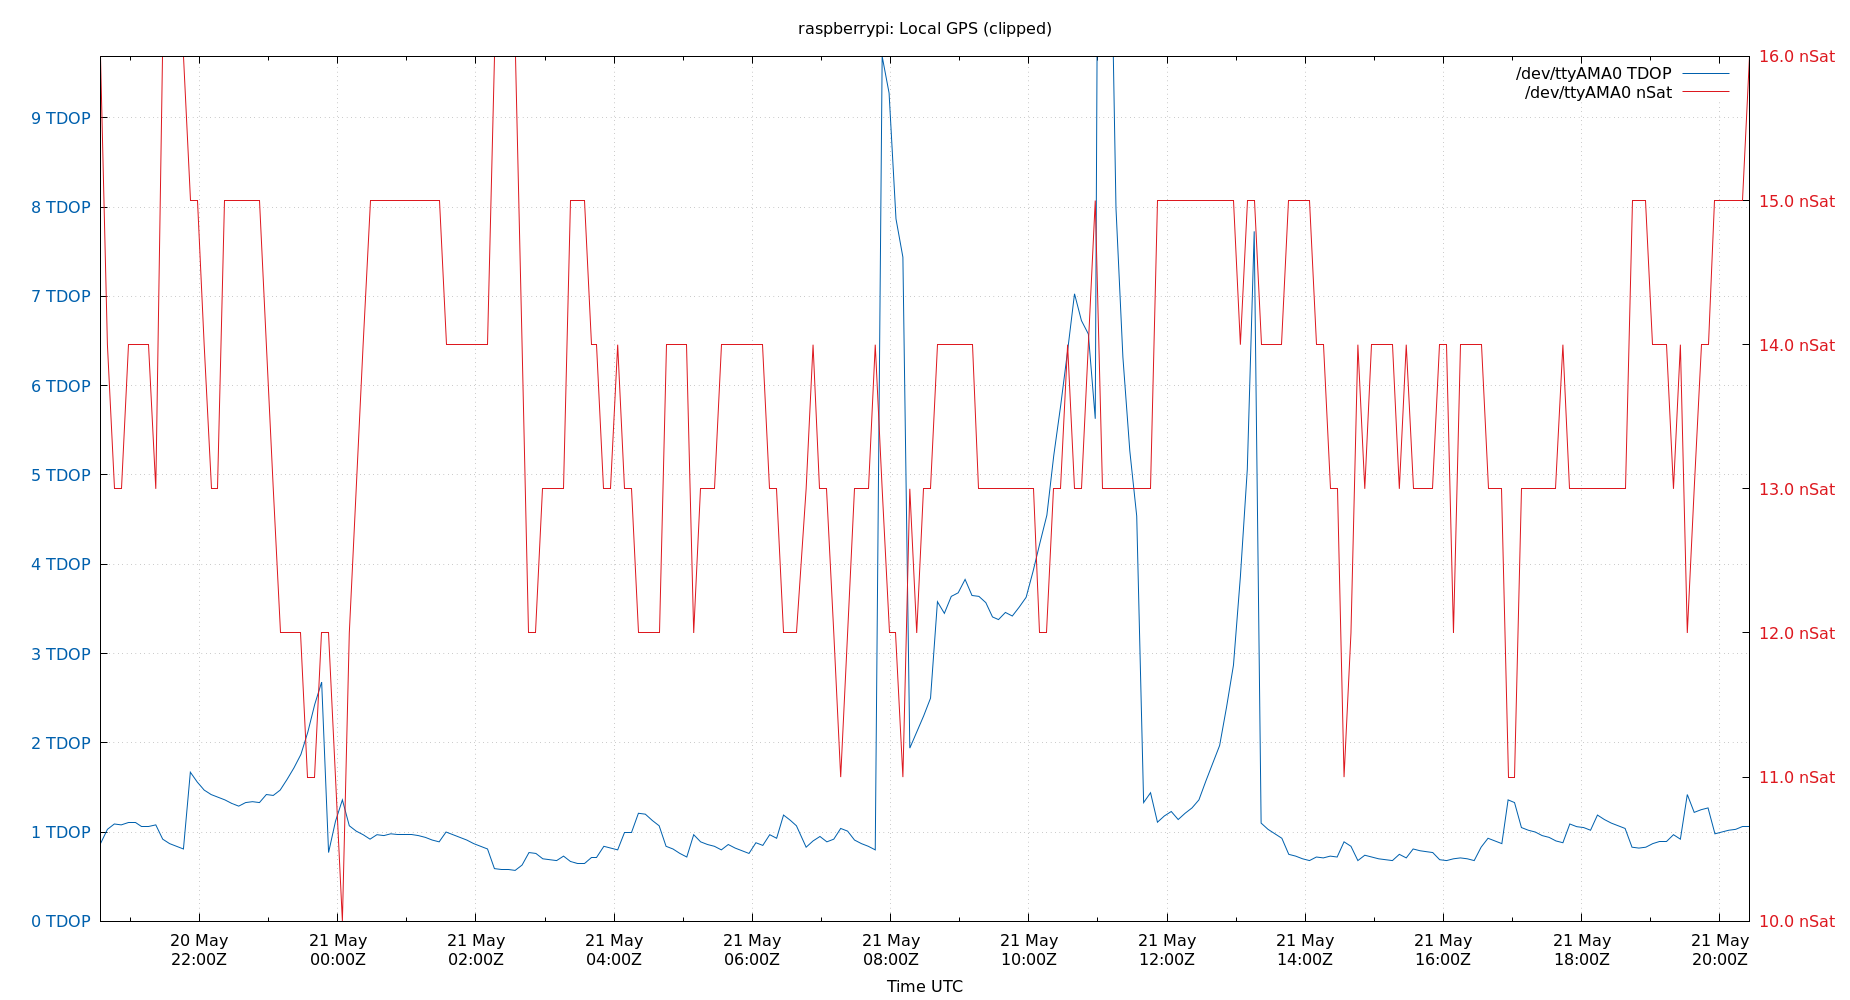 raspberrypi: Local GPS (clipped)
/dev/ttyAMA0 TDOP
/dev/ttyAMA0 nSat
9 TDOP
8 TDOP
7 TDOP
6 TDOP
5 TDOP
4 TDOP
3 TDOP
2 TDOP
1 TDOP
0 TDOP
16.0 nSat
15.0 nSat
14.0 nSat
13.0 nSat
12.0 nSat
11.0 nSat
10.0 nSat
20 May
22:00Z
21 May
00:00Z
21 May
02:00Z
21 May
04:00Z
21 May
06:00Z
21 May
08:00Z
21 May
10:00Z
21 May
12:00Z
21 May
14:00Z
21 May
16:00Z
21 May
18:00Z
21 May
20:00Z
Time UTC